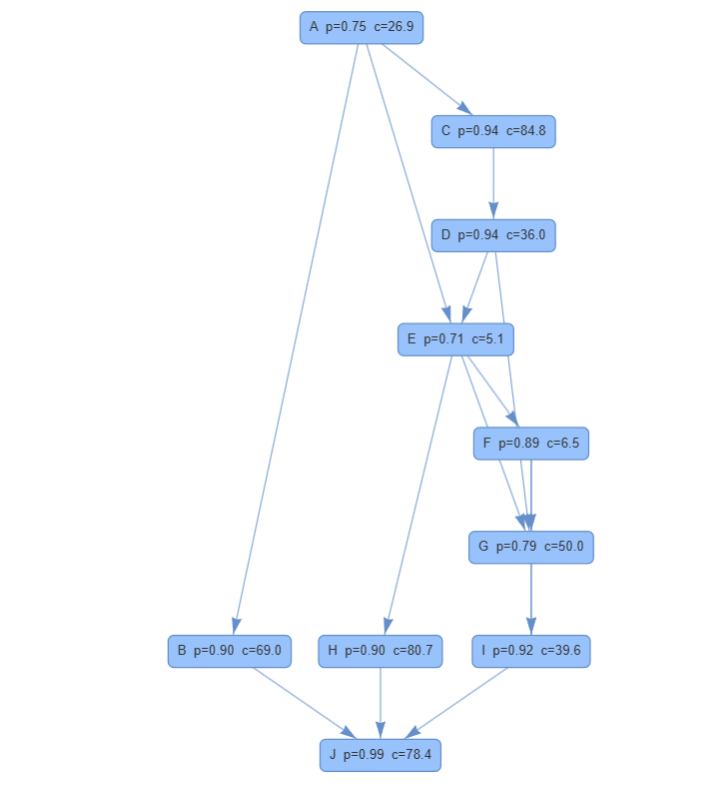 A p=0.75 c=26.9
C p=0.94 c=84.8
D p=0.94 c=36.0
E p=0.71 c=5.1
F p=0.89 c=6.5
G p=0.79 c=50.0
B p=0.90 c=69.0
H p=0.90 c=80.7
I p=0.92 c=39.6
J p=0.99 c=78.4